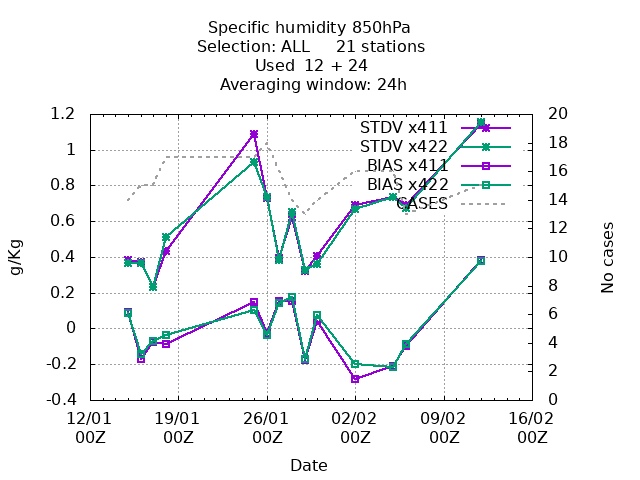 Specific humidity 850hPa
Selection: ALL 21 stations
Used 12 + 24
Averaging window: 24h
1.2
1
0.8
0.6
0.4
0.2
0
-0.2
-0.4
g/Kg
STDV x411
STDV x422
BIAS x411
BIAS x422
CASES
20
18
16
14
12
10
8
6
4
2
0
No cases
12/01 19/01 26/01 02/02 09/02 16/02
00Z 00Z 00Z 00Z 00Z 00Z
Date